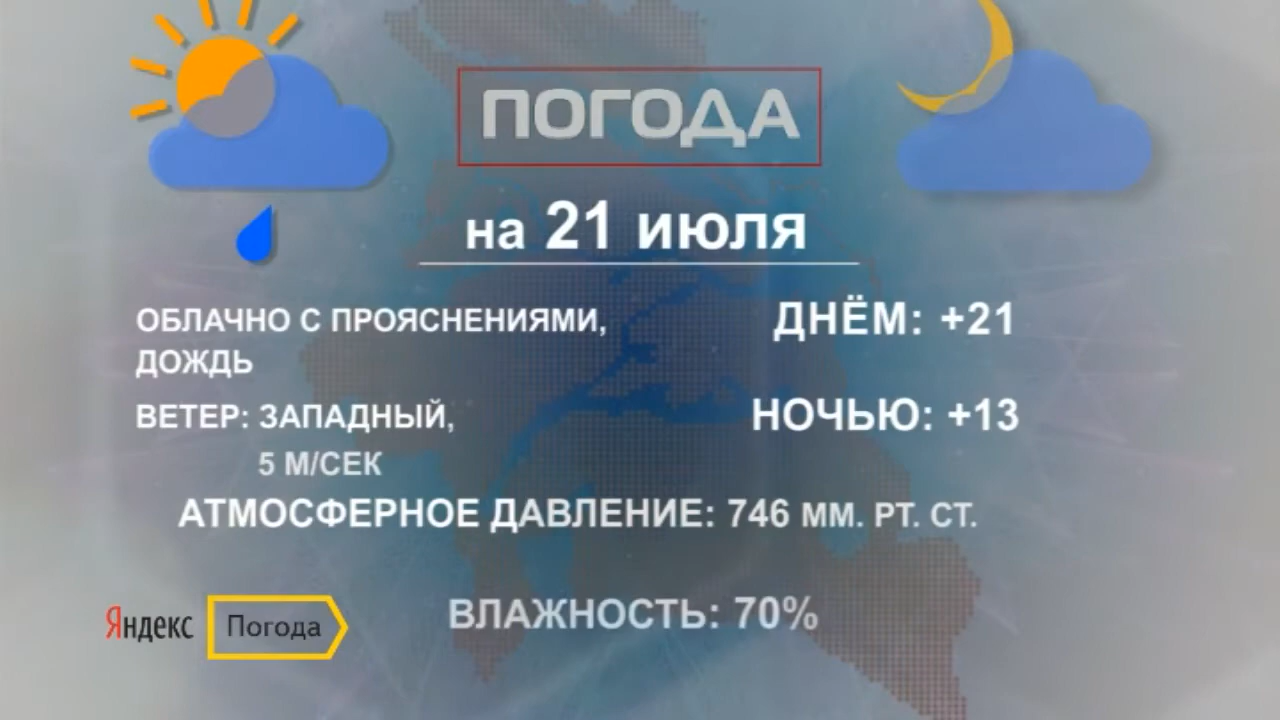 ПОГОДА
на 21 июля
ОБЛАЧНО С ПРОЯСНЕНИЯМИ,
ДОЖДЬ
ДНЁМ: +21
ВЕТЕР: ЗАПАДНЫЙ,
5 М/СЕК
НОЧЬЮ: +13
АТМОСФЕРНОЕ ДАВЛЕНИЕ: 746 ММ. РТ. СТ.
ВЛАЖНОСТЬ: 70%
Яндекс Погода